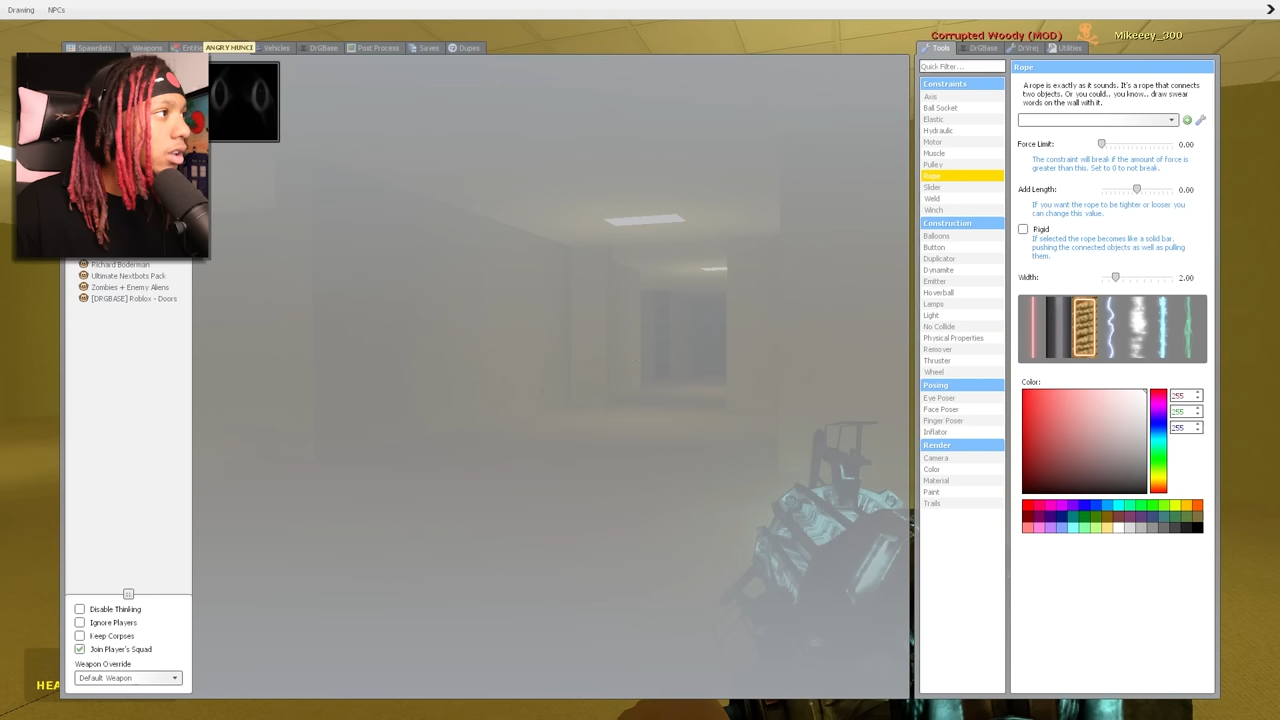 Drawing NPCs
Corrupted Woody (MOD) Mikeeey_300
Spawnlists Weapons Entitie ANGRY MUNCI Vehicles DrGBase Post Process Saves Dupes
Tools DrGBase DrVrej Utilities
Richard Boderman
Ultimate Nextbots Pack
Zombies + Enemy Aliens
[DRGBASE] Roblox - Doors
Disable Thinking
Ignore Players
Keep Corpses
Join Player's Squad
Weapon Override
Default Weapon
HEA
Quick Filter...
Constraints
Axis
Ball Socket
Elastic
Hydraulic
Motor
Muscle
Pulley
Rope
Slider
Weld
Winch
Construction
Balloons
Button
Duplicator
Dynamite
Emitter
Hoverball
Lamps
Light
No Collide
Physical Properties
Remover
Thruster
Wheel
Posing
Eye Poser
Face Poser
Finger Poser
Inflator
Render
Camera
Color
Material
Paint
Trails
Rope
A rope is exactly as it sounds. It's a rope that connects
two objects. Or you could.. you know.. draw swear
words on the wall with it.
Force Limit: 0.00
The constraint will break if the amount of force is
greater than this. Set to 0 to not break.
Add Length: 0.00
If you want the rope to be tighter or looser you
can change this value.
Rigid
If selected the rope becomes like a solid bar,
pushing the connected objects as well as pulling
them.
Width: 2.00
Color:
255
255
255